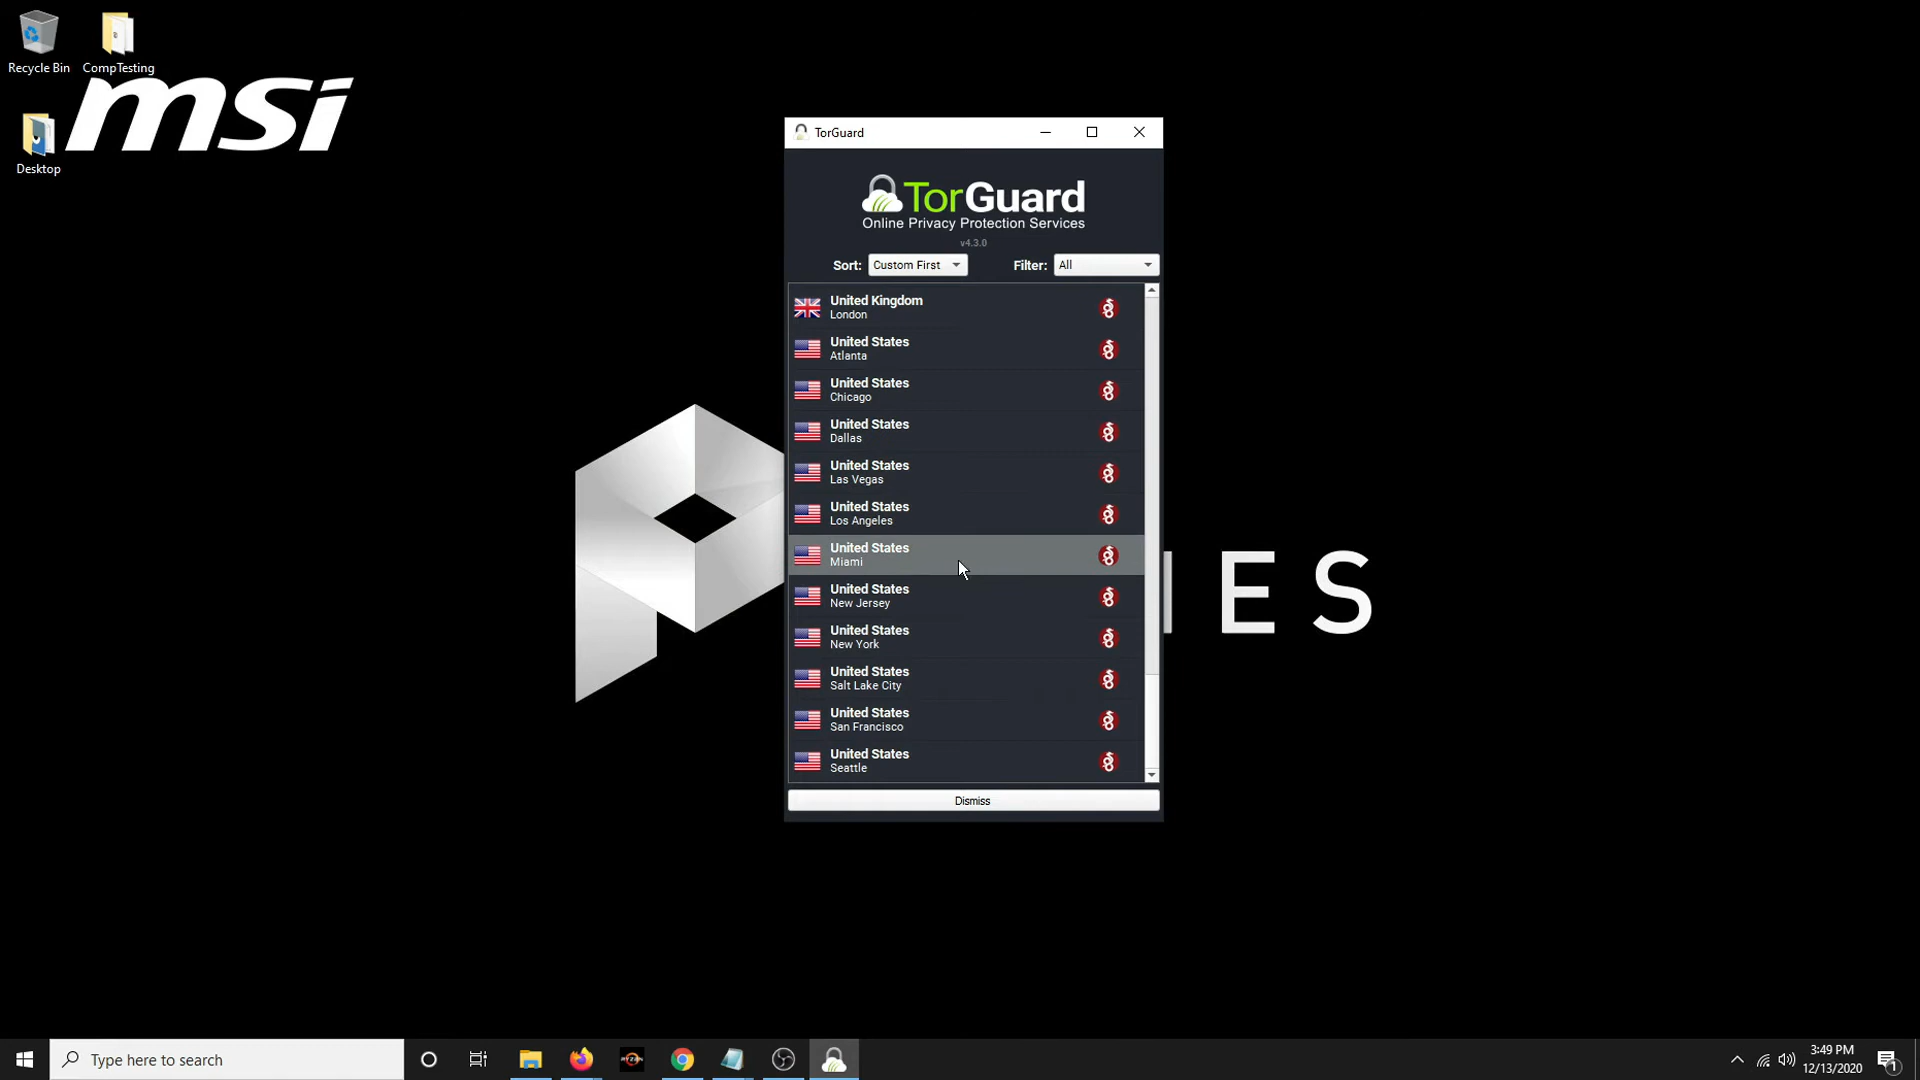 Recycle Bin
CompTesting
msi
Desktop
TorGuard
TorGuard
Online Privacy Protection Services
v4.3.0
Sort: Custom First
Filter: All
United Kingdom
London
United States
Atlanta
United States
Chicago
United States
Dallas
United States
Las Vegas
United States
Los Angeles
United States
Miami
United States
New Jersey
United States
New York
United States
Salt Lake City
United States
San Francisco
United States
Seattle
Dismiss
IES
Type here to search
RYZEN
3:49 PM
12/13/2020
1